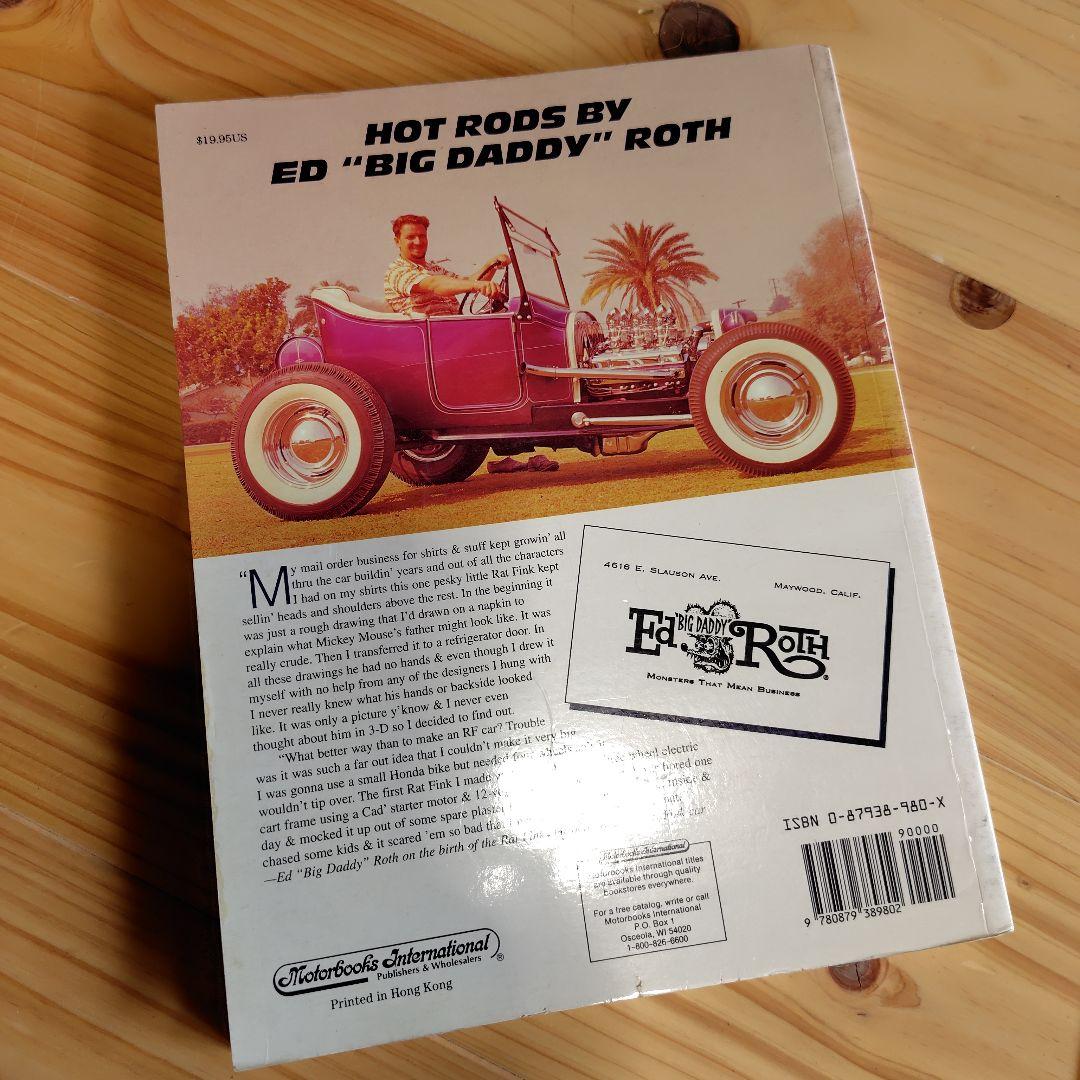 $19.95US
HOT RODS BY
ED “BIG DADDY” ROTH
“My mail order business for shirts & stuff kept growin’ all
thru the car buildin’ years and out of all the characters
I had on my shirts this one pesky little Rat Fink kept
sellin’ heads and shoulders above the rest. In the beginning it
was just a rough drawing that I’d drawn on a napkin to
explain what Mickey Mouse’s father might look like. It was
really crude. Then I transferred it to a refrigerator door. In
all these drawings he had no hands & even though I drew it
myself with no help from any of the designers I hung with
I never really knew what his hands or backside looked
like. It was only a picture y’know & I never even
thought about him in 3-D so I decided to find out.
“What better way than to make an RF car? Trouble
was it was such a far out idea that I couldn’t make it very big.
I was gonna use a small Honda bike but needed wheels wheel electric
wouldn’t tip over. The first Rat Fink I made bored one
cart frame using a Cad’ starter motor & inside &
day & mocked it up out of some spare
chased some kids & it scared ’em so bad
—Ed “Big Daddy” Roth on the birth of the Rat Fink
4616 E. Slauson Ave.
Maywood, Calif.
Ed “BIG DADDY” Roth®
Monsters That Mean Business
ISBN 0-87938-980-X
90000
9 780879 389802
Motorbooks International
Motorbooks International titles
are available through quality
bookstores everywhere.
For a free catalog, write or call
Motorbooks International
P.O. Box 1
Osceola, WI 54020
1-800-826-6600
Motorbooks International®
Publishers & Wholesalers
Printed in Hong Kong